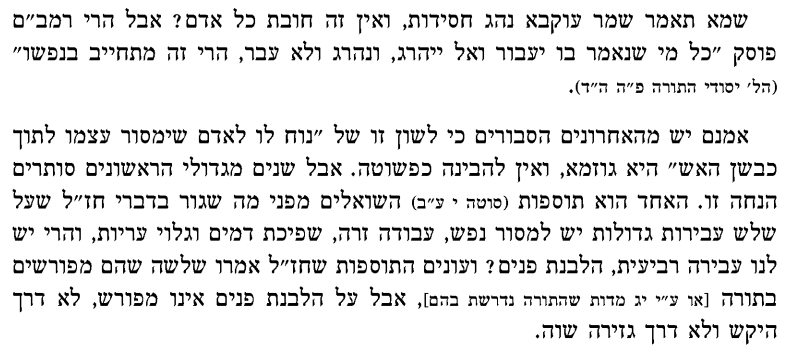 שמא תאמר שמר עוקבא נהג חסידות, ואין זה חובת כל אדם? אבל הרי רמב״ם
פוסק ״כל מי שנאמר בו יעבור ואל ייהרג, ונהרג ולא עבר, הרי זה מתחייב בנפשו״
(הל׳ יסודי התורה פ״ה ה״ד).
אמנם יש מהאחרונים הסבורים כי לשון זו של ״נוח לו לאדם שימסור עצמו לתוך
כבשן האש״ היא גוזמא, ואין להבינה כפשוטה. אבל שנים מגדולי הראשונים סותרים
הנחה זו. האחד הוא תוספות (סוטה י ע״ב) השואלים מפני מה שגור בדברי חז״ל שעל
שלש עבירות גדולות יש למסור נפש, עבודה זרה, שפיכת דמים וגלוי עריות, והרי יש
לנו עבירה רביעית, הלבנת פנים? ועונים התוספות שחז״ל אמרו שלשה שהם מפורשים
בתורה [או ע״י יג מדות שהתורה נדרשת בהם], אבל על הלבנת פנים אינו מפורש, לא דרך
היקש ולא דרך גזירה שוה.